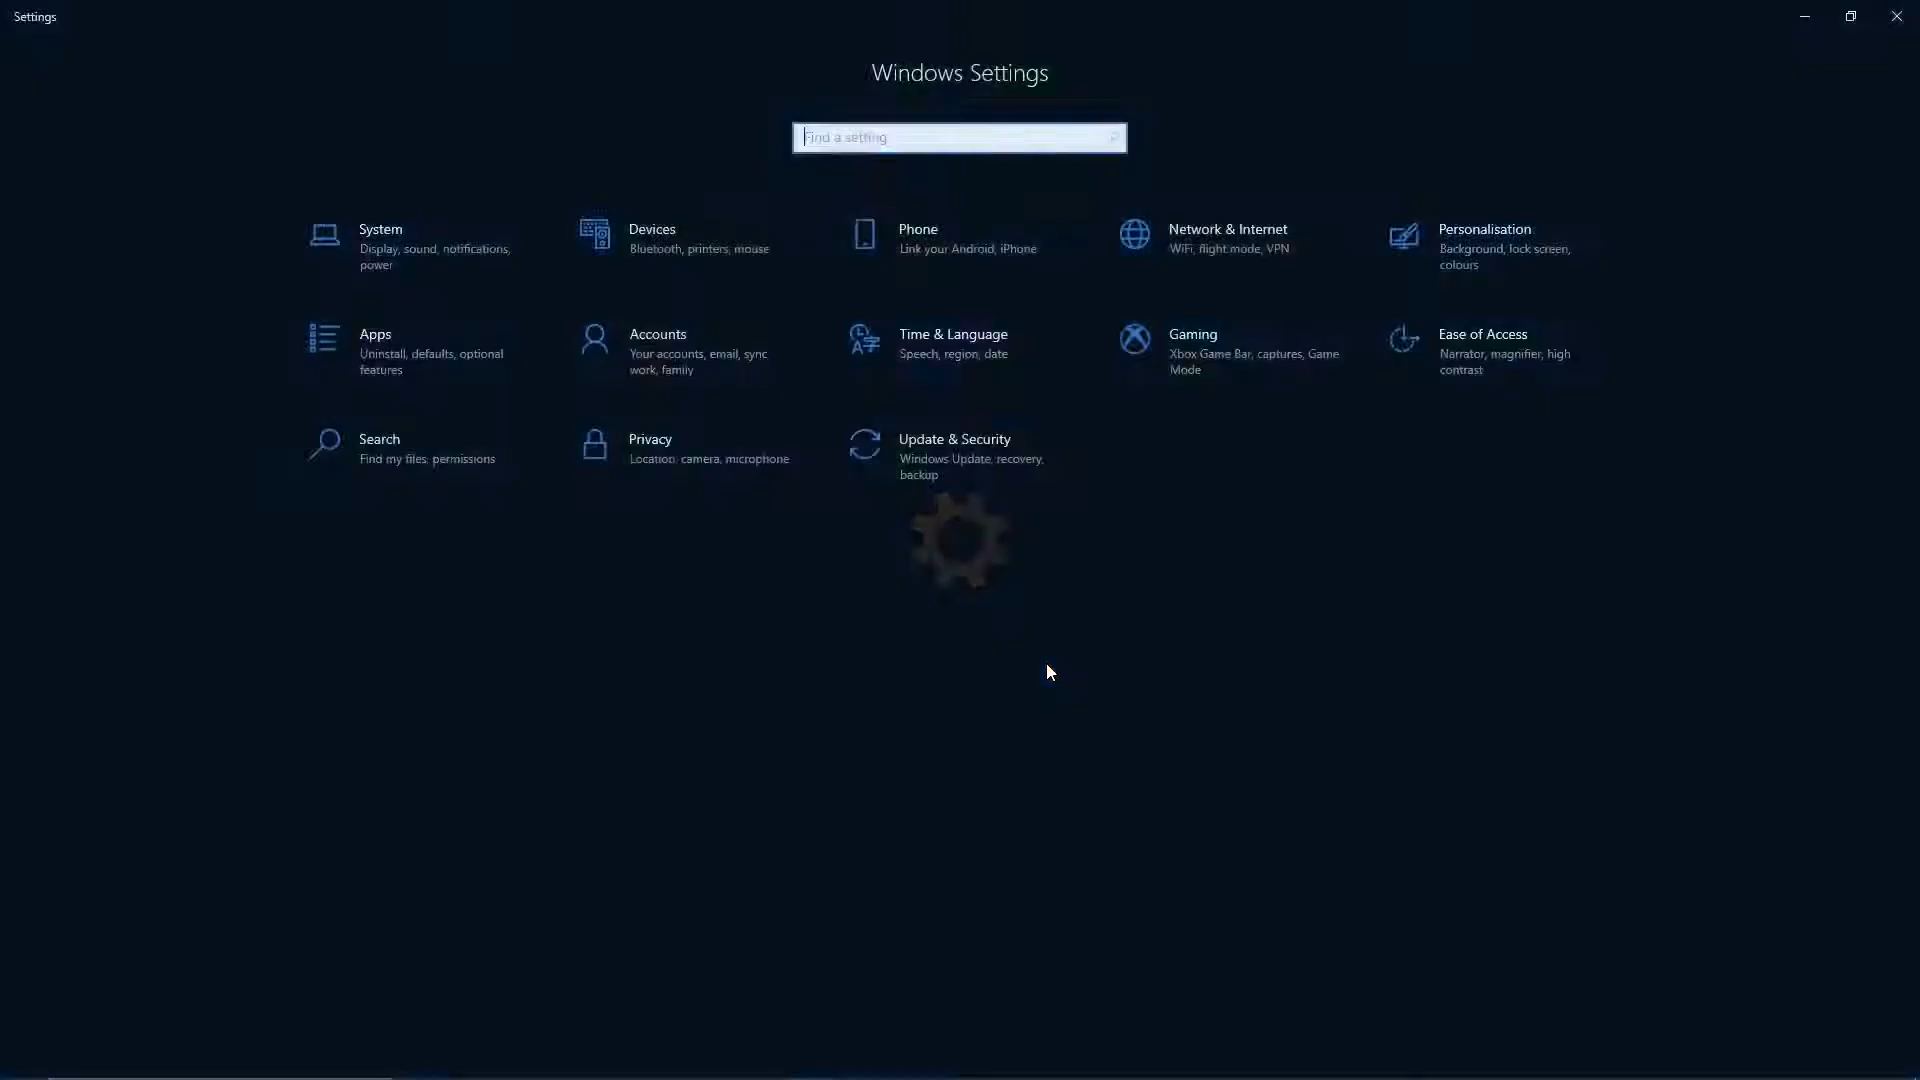 Settings
Windows Settings
Find a setting
System
Display, sound, notifications,
power
Devices
Bluetooth, printers, mouse
Phone
Link your Android, iPhone
Network & Internet
WiFi, flight mode, VPN
Personalisation
Background, lock screen,
colours
Apps
Uninstall, defaults, optional
features
Accounts
Your accounts, email, sync
work, family
Time & Language
Speech, region, date
Gaming
Xbox Game Bar, captures, Game
Mode
Ease of Access
Narrator, magnifier, high
contrast
Search
Find my files, permissions
Privacy
Location, camera, microphone
Update & Security
Windows Update, recovery,
backup